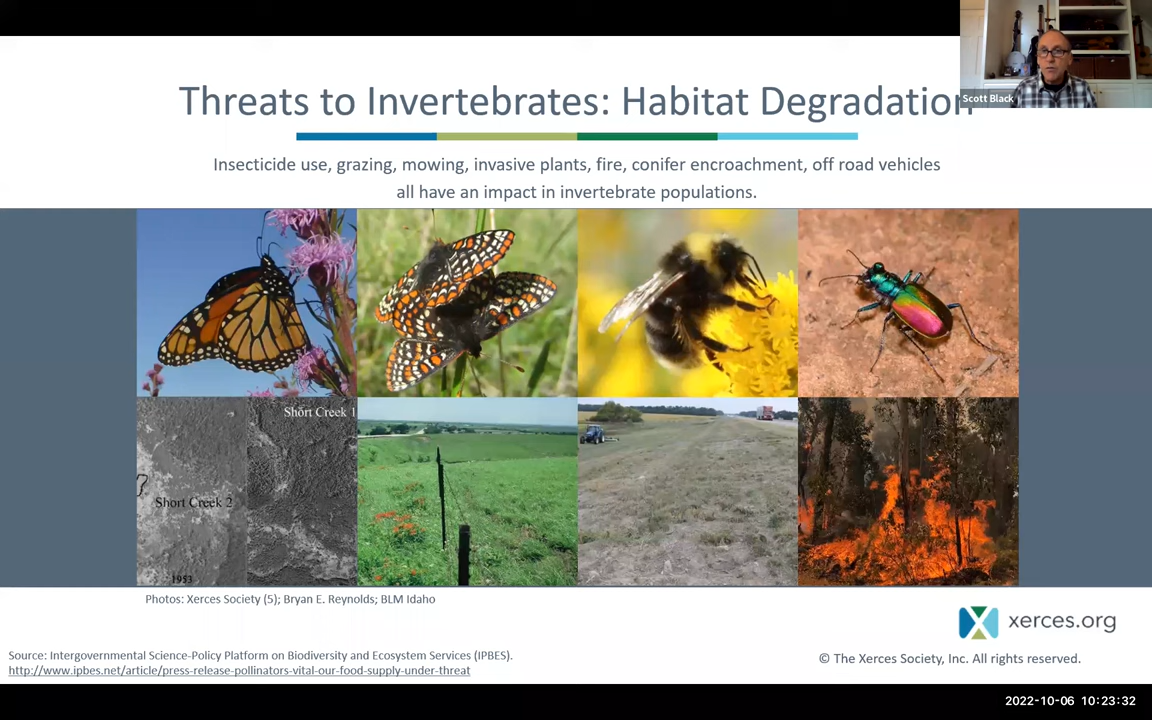 Threats to Invertebrates: Habitat Degradation
Scott Black
Insecticide use, grazing, mowing, invasive plants, fire, conifer encroachment, off road vehicles
all have an impact in invertebrate populations.
Short Creek 1
Short Creek 2
1953
Photos: Xerces Society (5); Bryan E. Reynolds; BLM Idaho
xerces.org
Source: Intergovernmental Science-Policy Platform on Biodiversity and Ecosystem Services (IPBES).
http://www.ipbes.net/article/press-release-pollinators-vital-our-food-supply-under-threat
© The Xerces Society, Inc. All rights reserved.
2022-10-06 10:23:32